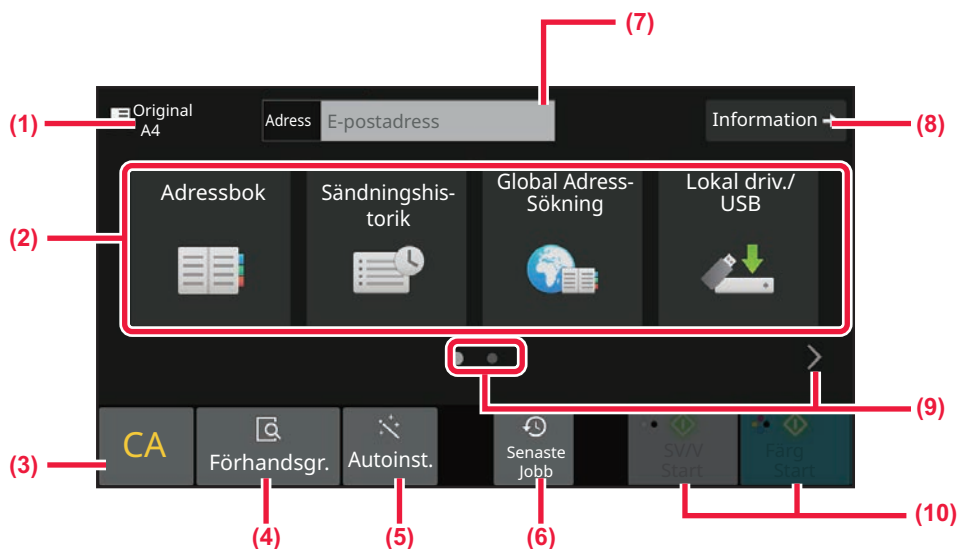 (7)
Original
A4
Adress
E-postadress
Information
(1)
(8)
Adressbok
Sändningshis-
torik
Global Adress-
Sökning
Lokal driv./
USB
(2)
(9)
CA
Förhandsgr.
Autoinst.
Senaste
Jobb
SV/V
Start
Färg
Start
(3)
(4)
(5)
(6)
(10)